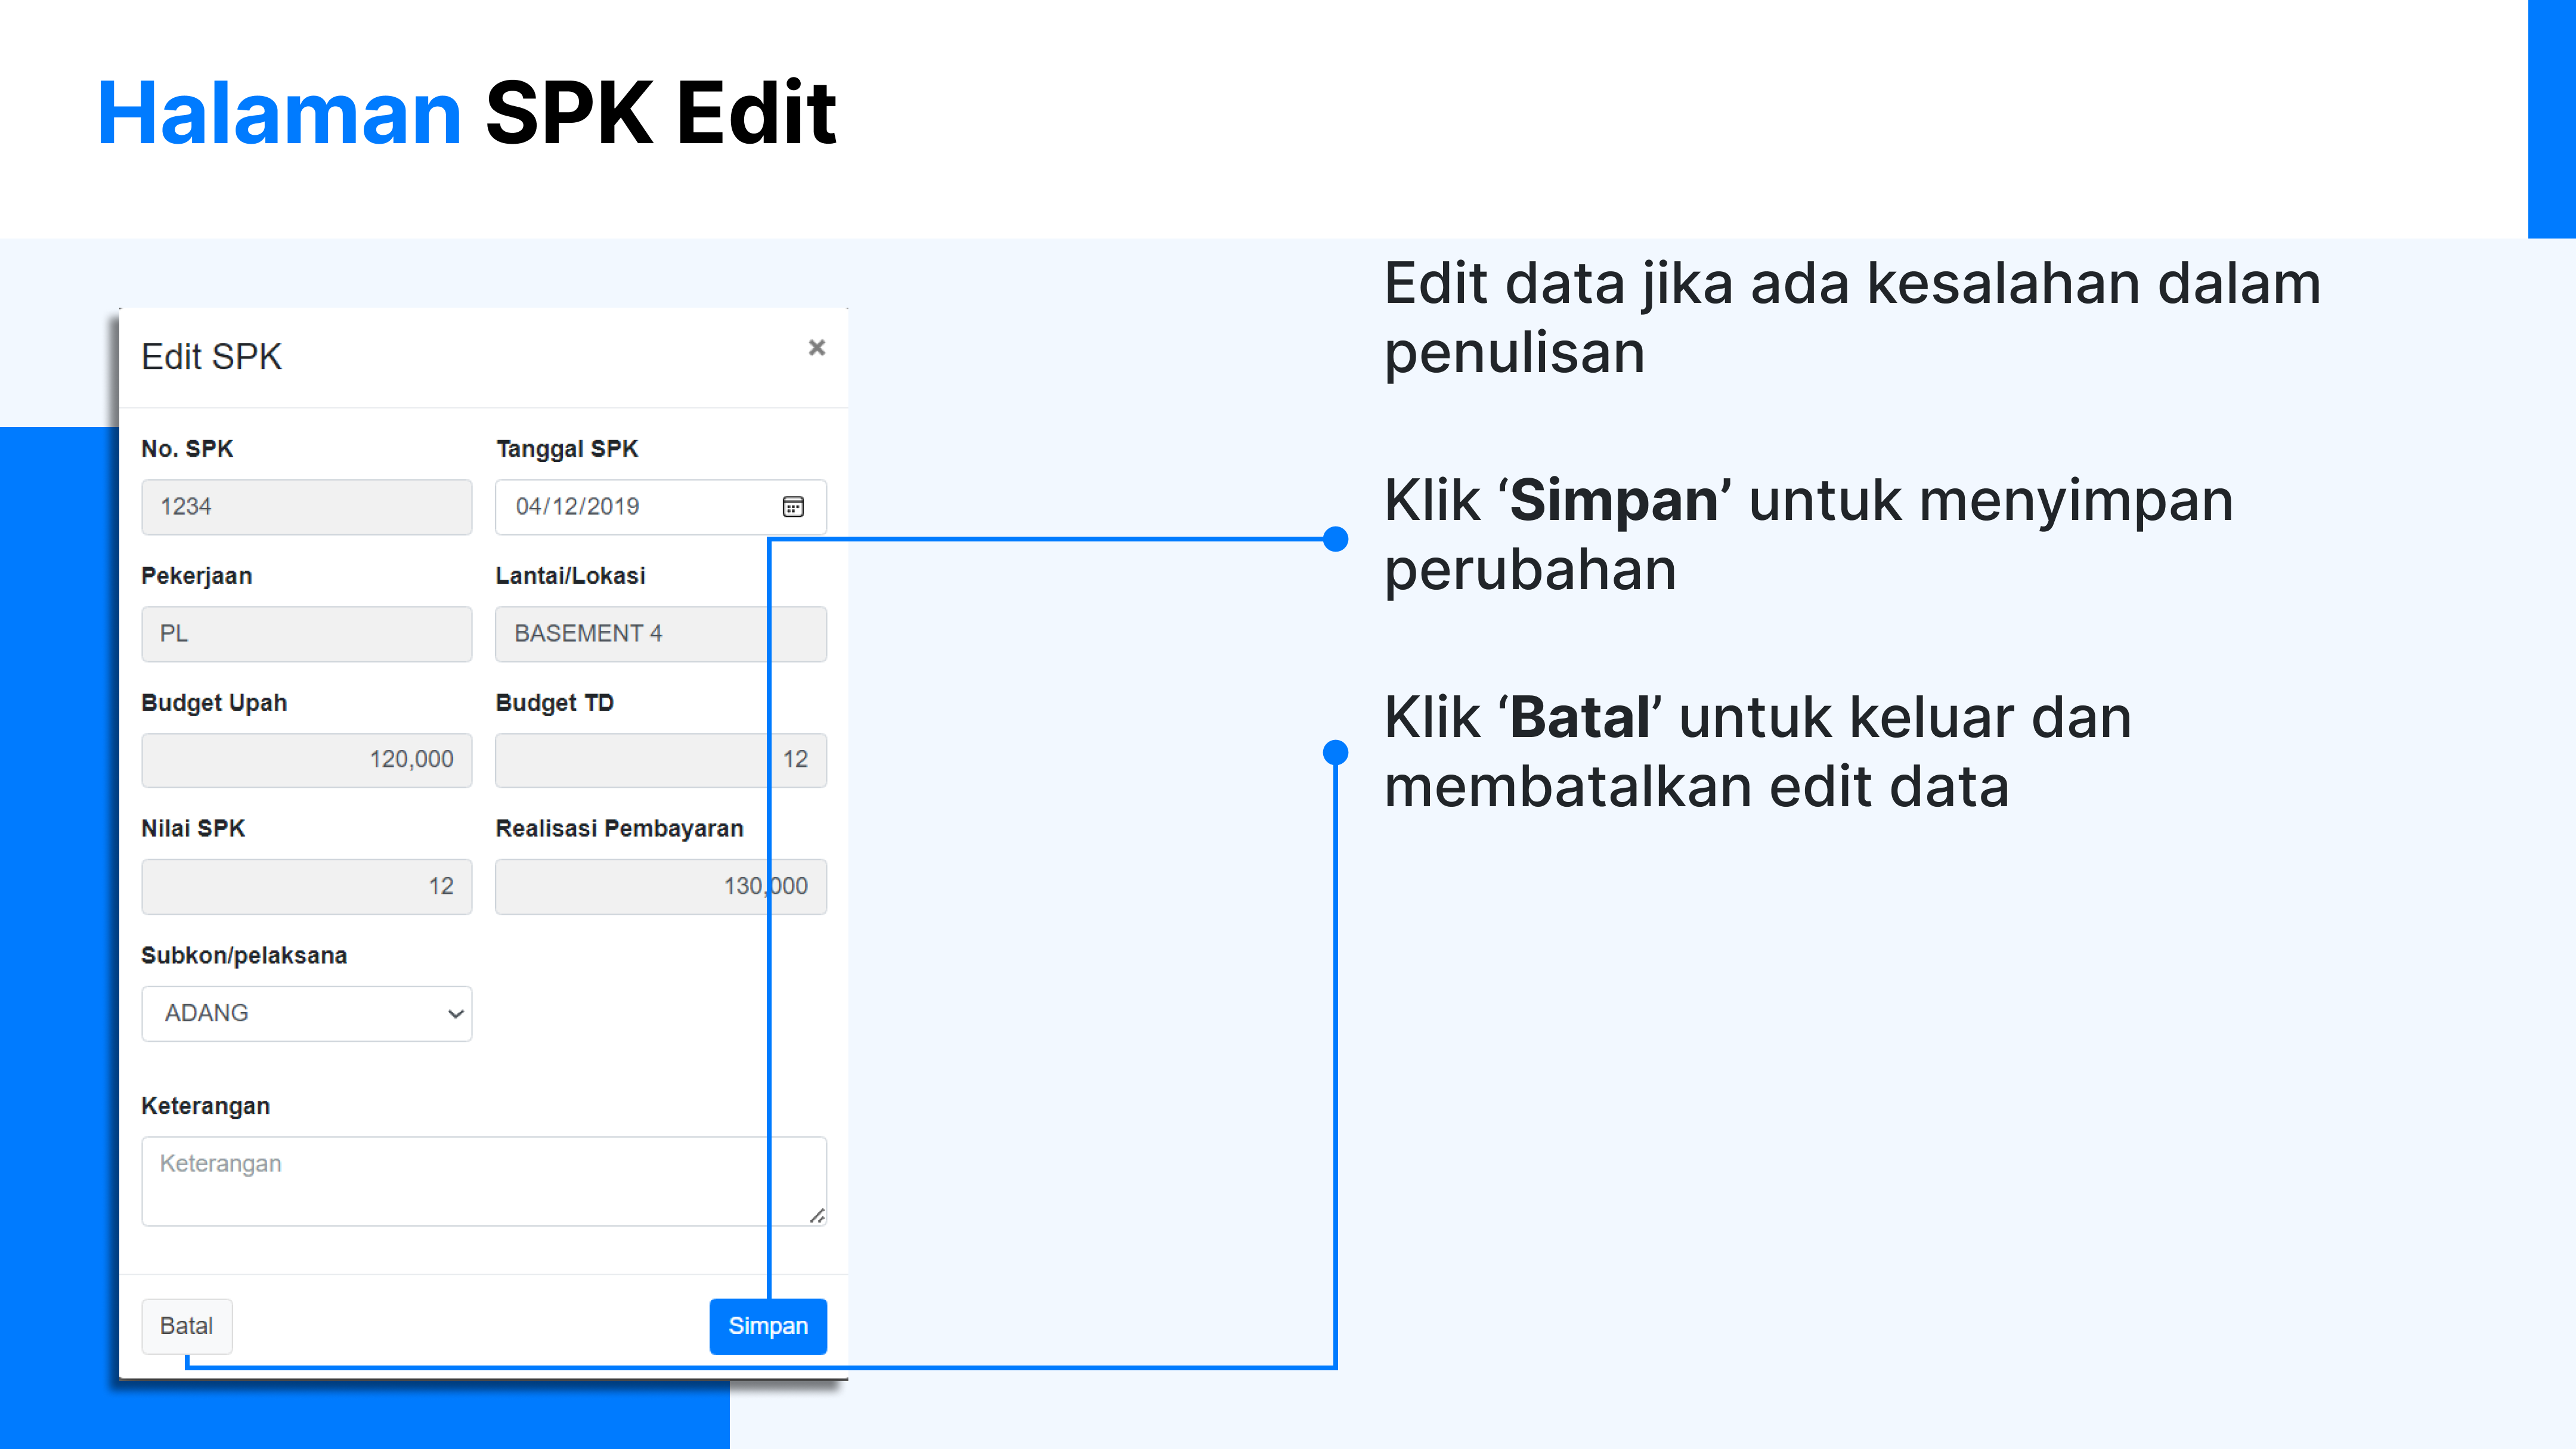 Halaman SPK Edit
Edit SPK
×
No. SPK
Tanggal SPK
1234
04/12/2019
Pekerjaan
Lantai/Lokasi
PL
BASEMENT 4
Budget Upah
Budget TD
120,000
12
Nilai SPK
Realisasi Pembayaran
12
130,000
Subkon/pelaksana
ADANG
Keterangan
Keterangan
Batal
Simpan
Edit data jika ada kesalahan dalam
penulisan
Klik ‘Simpan’ untuk menyimpan
perubahan
Klik ‘Batal’ untuk keluar dan
membatalkan edit data